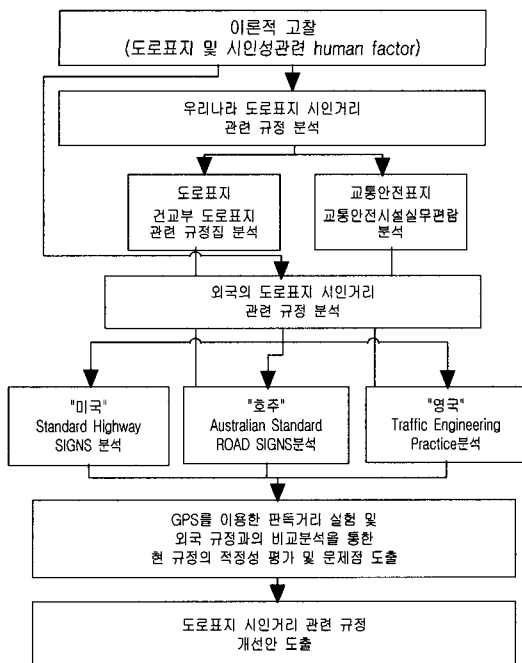 이론적 고찰
(도로표지 및 시인성관련 human factor)
우리나라 도로표지 시인거리
관련 규정 분석
도로표지
건교부 도로표지
관련 규정집 분석
교통안전표지
교통안전시설실무편람
분석
외국의 도로표지 시인거리
관련 규정 분석
"미국"
Standard Highway
SIGNS 분석
"호주"
Australian Standard
ROAD SIGNS분석
"영국"
Traffic Engineering
Practice분석
GPS를 이용한 판독거리 실험 및
외국 규정과의 비교분석을 통한
현 규정의 적정성 평가 및 문제점 도출
도로표지 시인거리 관련 규정
개선안 도출